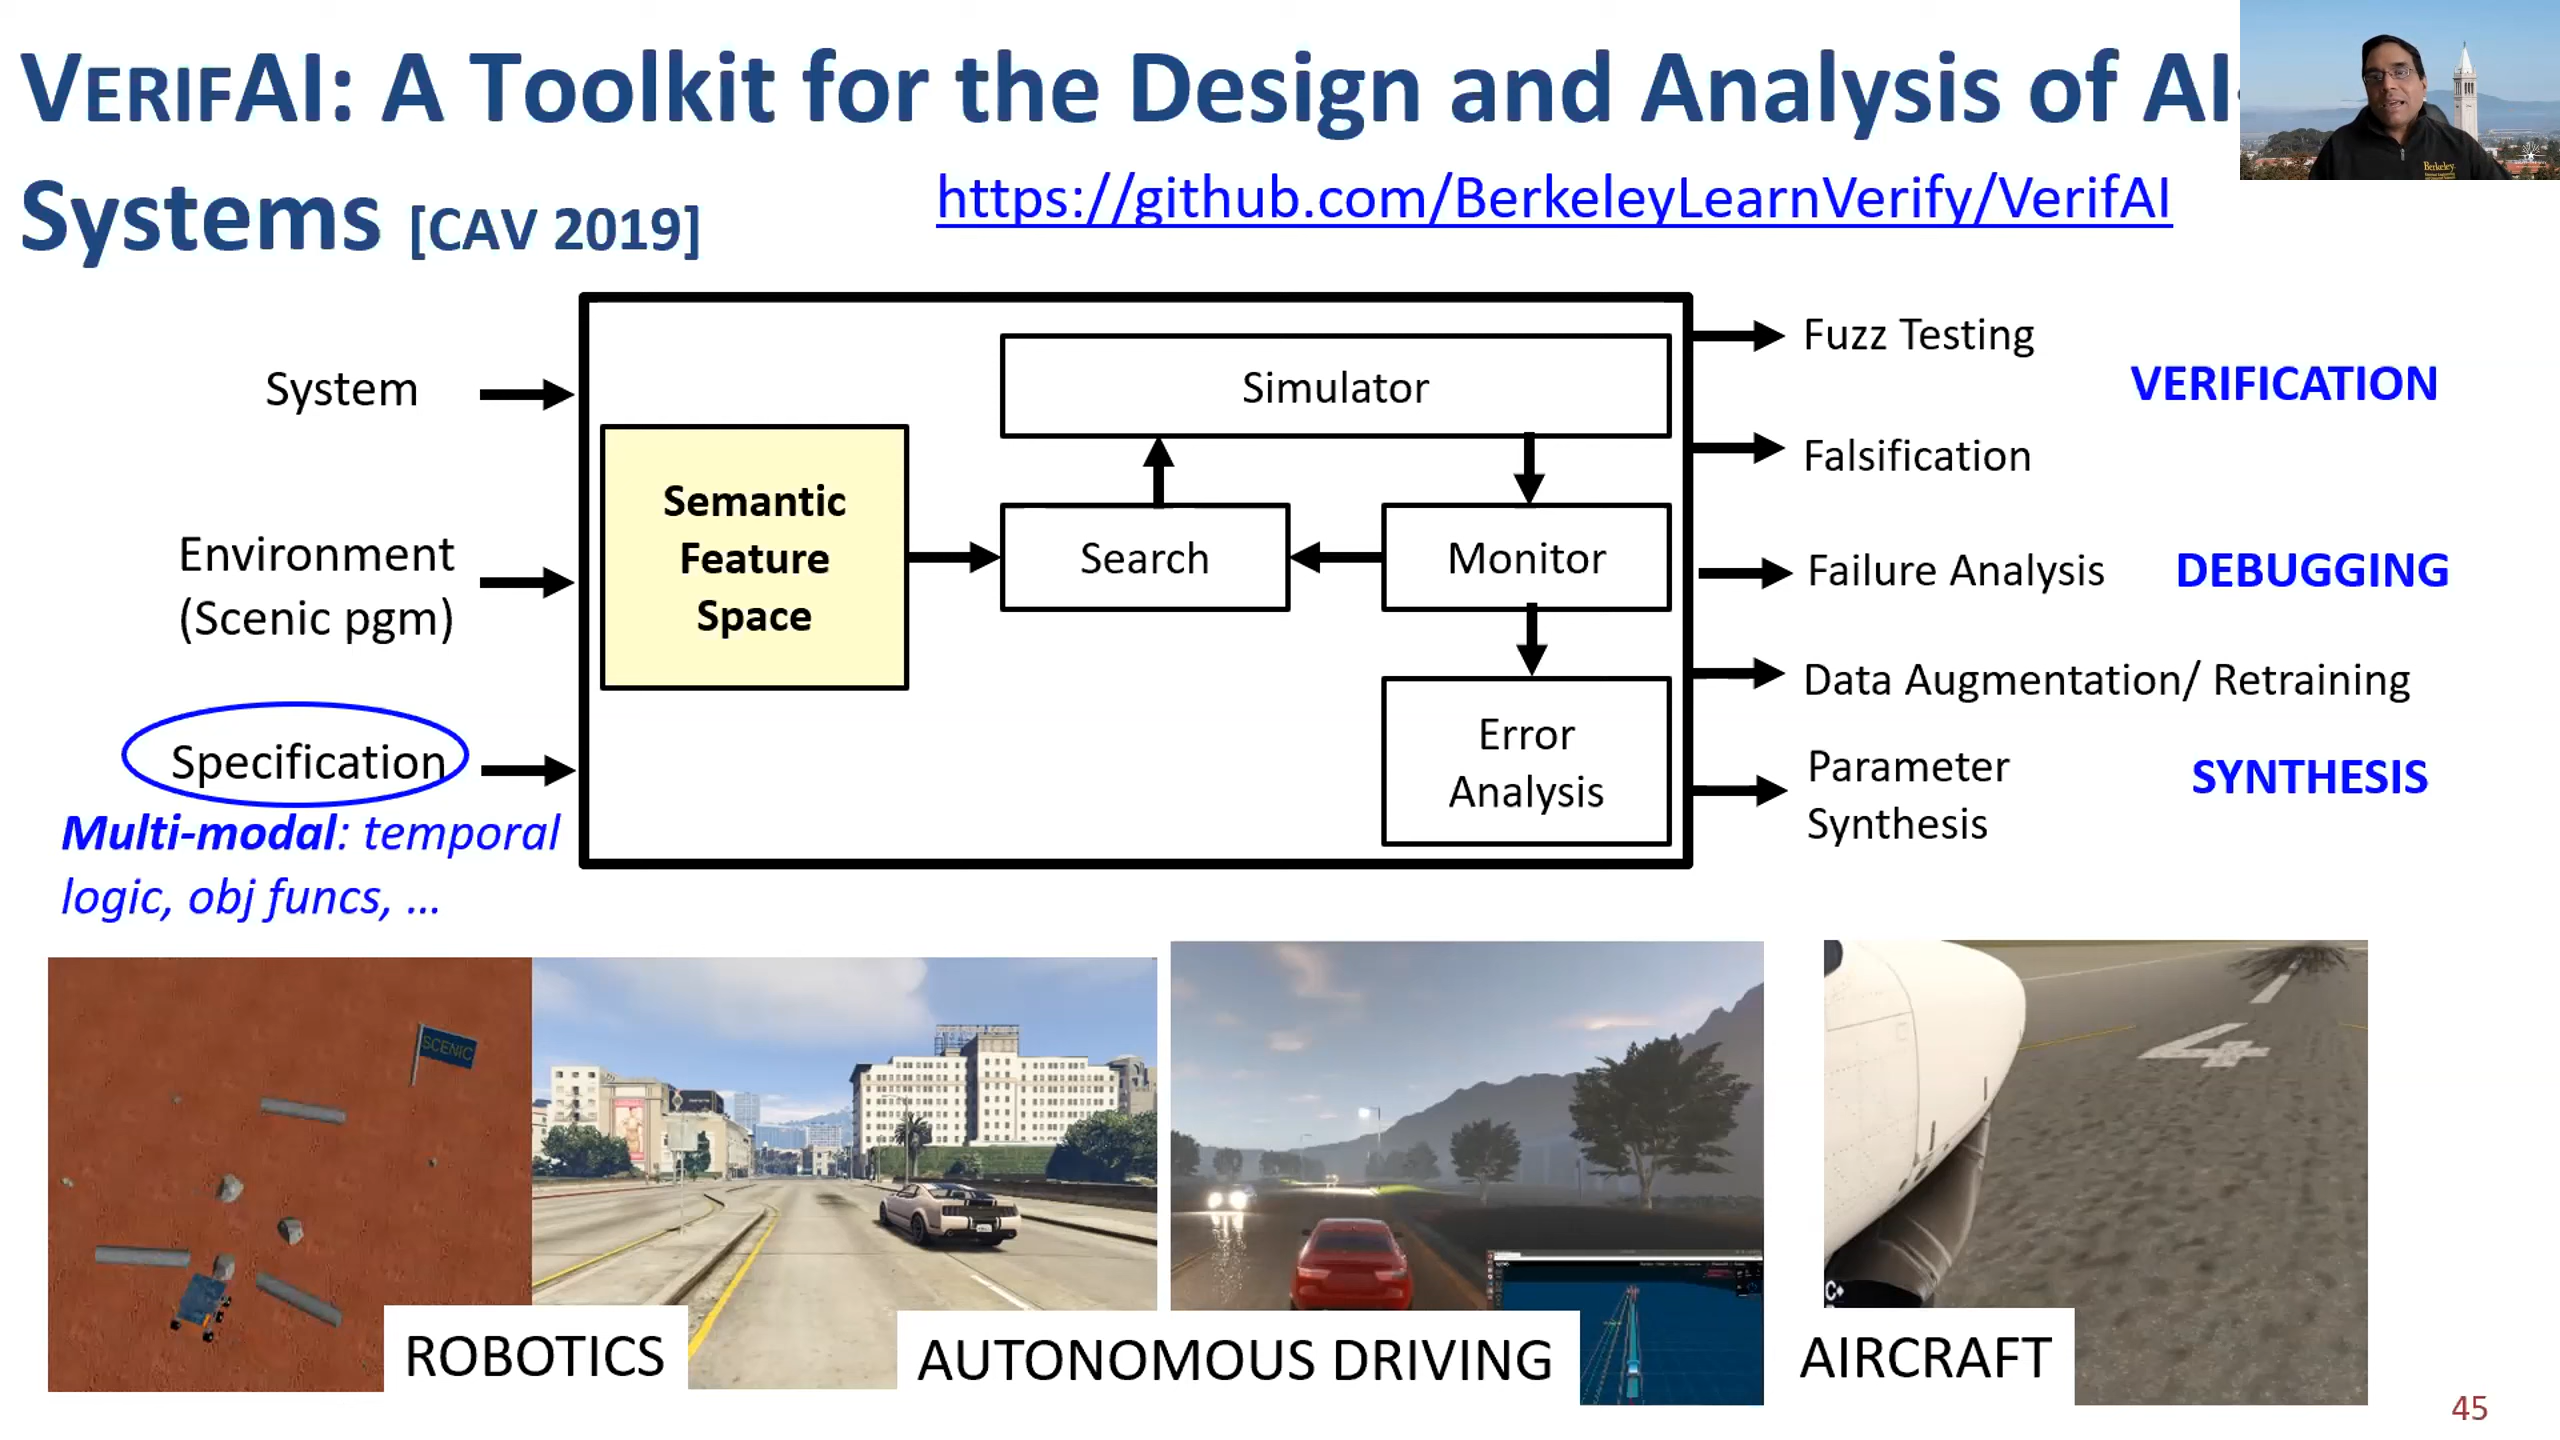 VERIFAI: A Toolkit for the Design and Analysis of AI-
Systems [CAV 2019]
https://github.com/BerkeleyLearnVerify/VerifAI
Berkeley
System
Environment
(Scenic pgm)
Specification
Multi-modal: temporal
logic, obj funcs, ...
Semantic
Feature
Space
Simulator
Search
Monitor
Error
Analysis
Fuzz Testing
VERIFICATION
Falsification
Failure Analysis
DEBUGGING
Data Augmentation/ Retraining
Parameter
Synthesis
SYNTHESIS
SCENIC
4
ROBOTICS
AUTONOMOUS DRIVING
AIRCRAFT
45